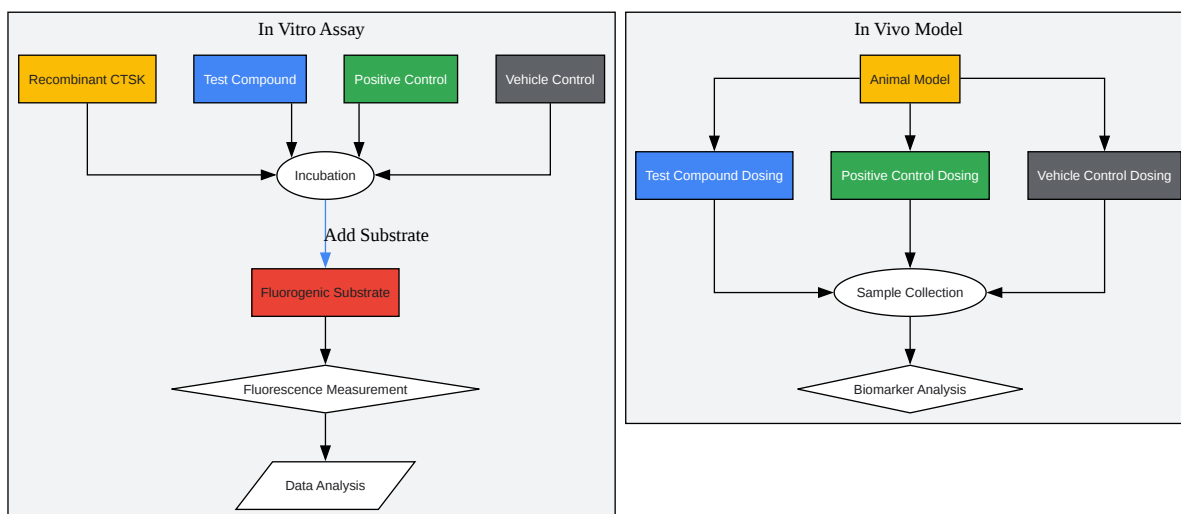 In Vitro Assay
Recombinant CTSK
Test Compound
Positive Control
Vehicle Control
Incubation
Add Substrate
Fluorogenic Substrate
Fluorescence Measurement
Data Analysis
In Vivo Model
Animal Model
Test Compound Dosing
Positive Control Dosing
Vehicle Control Dosing
Sample Collection
Biomarker Analysis